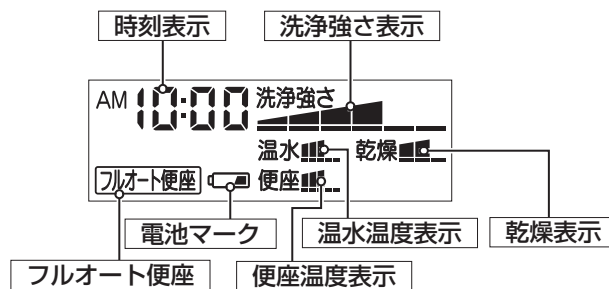 時刻表示 洗浄強さ表示
AM 10:00 洗浄強さ
温水 乾燥
フルオート便座 便座
電池マーク 温水温度表示 乾燥表示
フルオート便座 便座温度表示